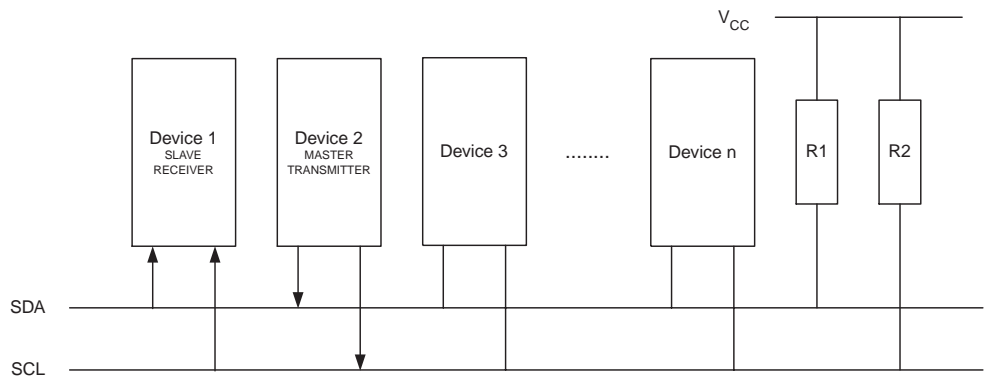 V_CC
Device 1
SLAVE
RECEIVER
Device 2
MASTER
TRANSMITTER
Device 3
........
Device n
R1
R2
SDA
SCL